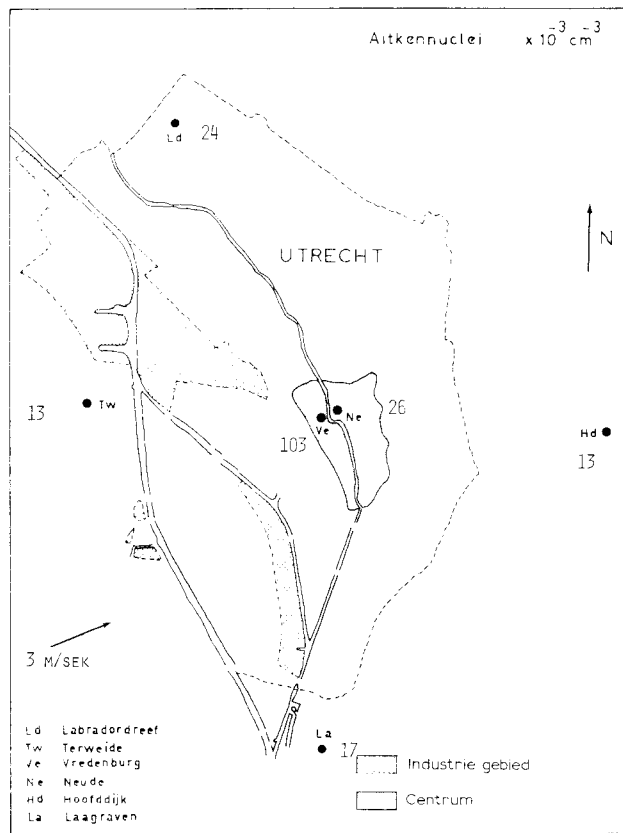 Aitkennuclei x 10⁻³ cm⁻³
Ld 24
UTRECHT
N
13 Tw
Ne 26
Ve
103
Hd
13
3 M/SEK
La
17
Ld Labradordreef
Tw Terweide
Ve Vredenburg
Ne Neude
Hd Hoofddijk
La Laagraven
Industrie gebied
Centrum